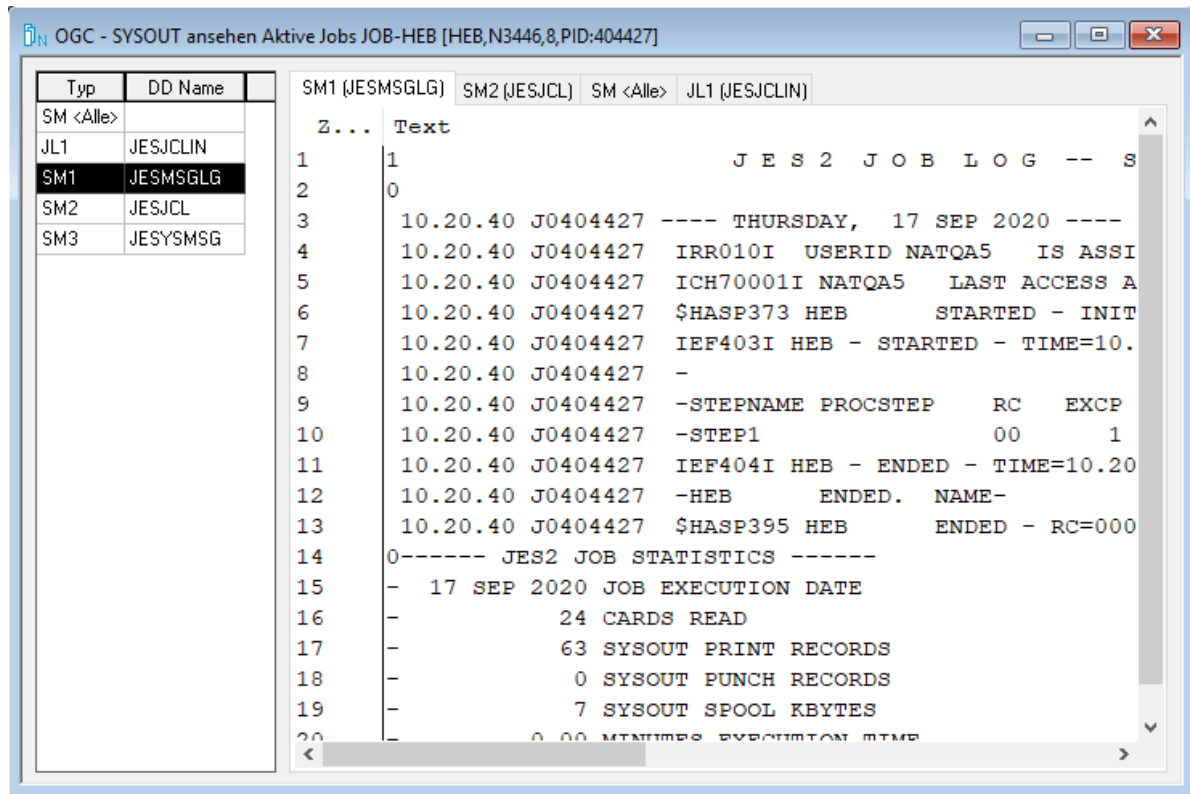 OGC - SYSOUT ansehen Aktive Jobs JOB-HEB [HEB,N3446,8,PID:404427]
Typ DD Name
SM <Alle>
JL1 JESJCLIN
SM1 JESMSGLG
SM2 JESJCL
SM3 JESYSMSG
SM1 (JESMSGLG) SM2 (JESJCL) SM <Alle> JL1 (JESJCLIN)
Z... Text
1 1 J E S 2 J O B L O G -- S
2 0
3 10.20.40 J0404427 ---- THURSDAY, 17 SEP 2020 ----
4 10.20.40 J0404427 IRR010I USERID NATQA5 IS ASSI
5 10.20.40 J0404427 ICH70001I NATQA5 LAST ACCESS A
6 10.20.40 J0404427 $HASP373 HEB STARTED - INIT
7 10.20.40 J0404427 IEF403I HEB - STARTED - TIME=10.
8 10.20.40 J0404427 -
9 10.20.40 J0404427 -STEPNAME PROCSTEP RC EXCP
10 10.20.40 J0404427 -STEP1 00 1
11 10.20.40 J0404427 IEF404I HEB - ENDED - TIME=10.20
12 10.20.40 J0404427 -HEB ENDED. NAME-
13 10.20.40 J0404427 $HASP395 HEB ENDED - RC=000
14 0------ JES2 JOB STATISTICS ------
15 - 17 SEP 2020 JOB EXECUTION DATE
16 - 24 CARDS READ
17 - 63 SYSOUT PRINT RECORDS
18 - 0 SYSOUT PUNCH RECORDS
19 - 7 SYSOUT SPOOL KBYTES
20 - 0.00 MINUTES EXECUTION TIME